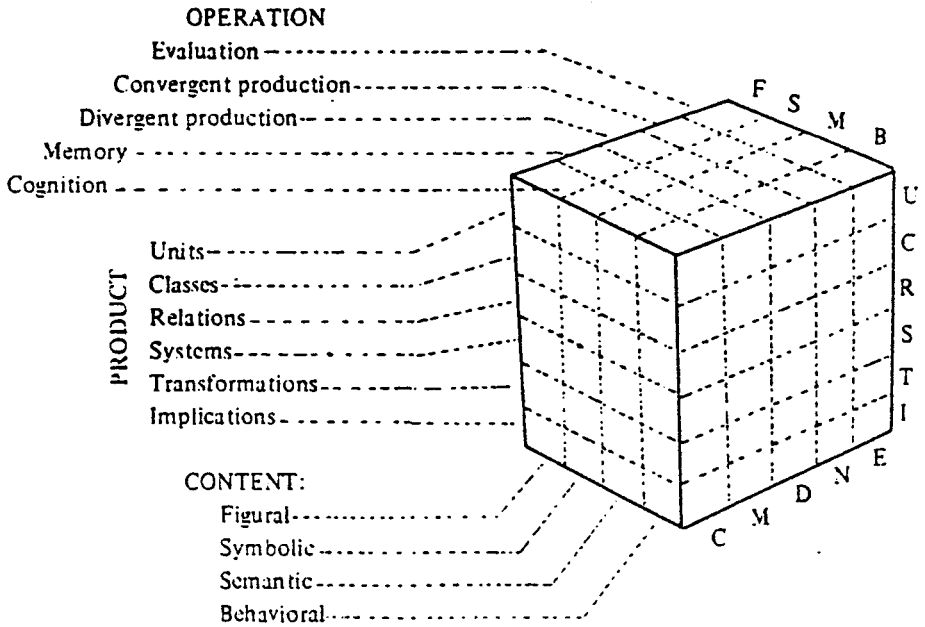 OPERATION
Evaluation
Convergent production
Divergent production
Memory
Cognition
F S M B
U
C
R
S
T
I
PRODUCT
Units
Classes
Relations
Systems
Transformations
Implications
CONTENT:
Figural
Symbolic
Semantic
Behavioral
C M D N E